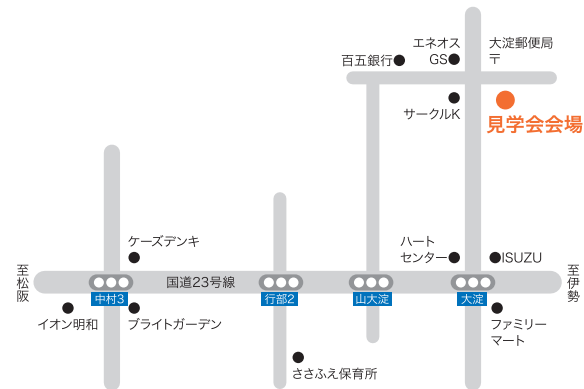 エネオス
GS
大淀郵便局
〒
百五銀行
サークルK
見学会会場
ケーズデンキ
ハート
センター
ISUZU
至松阪
国道23号線
至伊勢
中村3
行部2
山大淀
大淀
イオン明和
ブライトガーデン
ファミリー
マート
ささふえ保育所